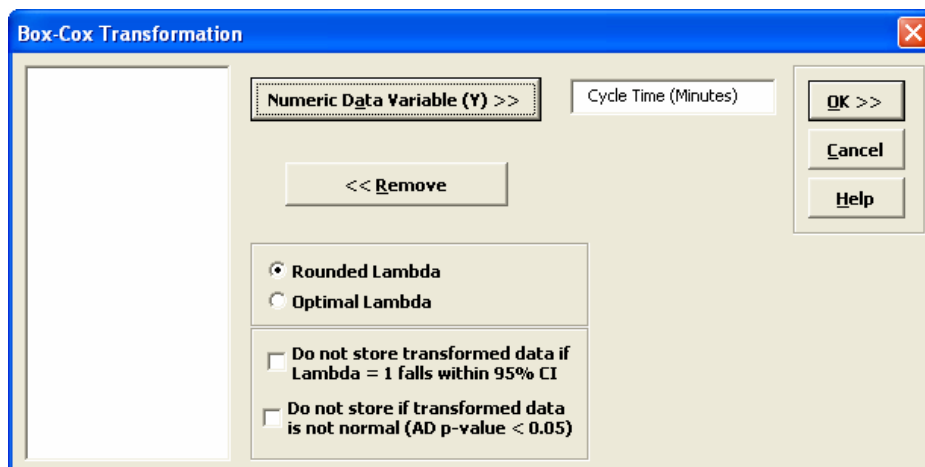 Box-Cox Transformation
Numeric Data Variable (Y) >>
Cycle Time (Minutes)
OK >>
Cancel
<< Remove
Help
Rounded Lambda
Optimal Lambda
Do not store transformed data if
Lambda = 1 falls within 95% CI
Do not store if transformed data
is not normal (AD p-value < 0.05)